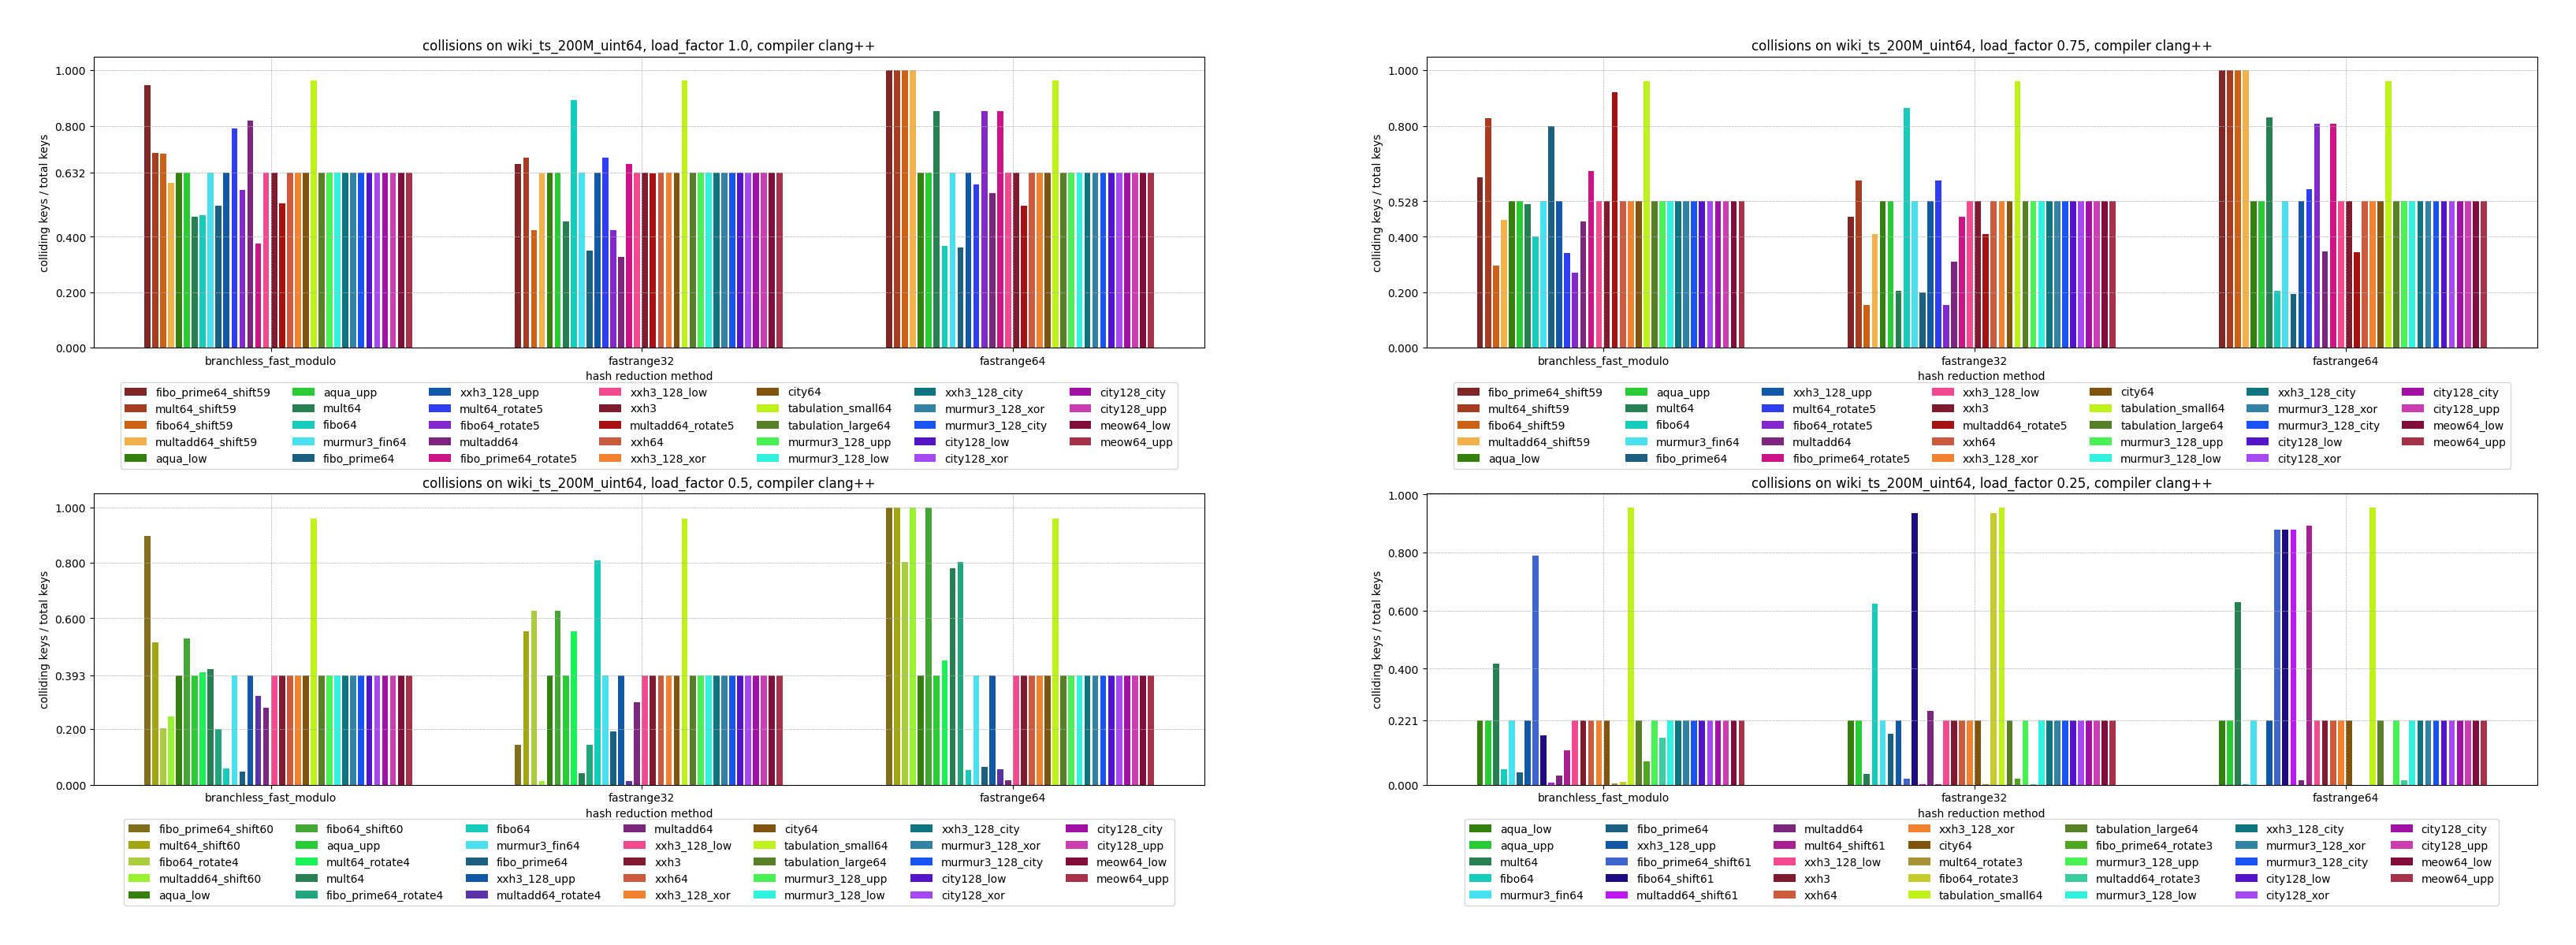 collisions on wiki_ts_200M_uint64, load_factor 1.0, compiler clang++
colliding keys / total keys
1.000
0.800
0.632
0.400
0.200
0.000
branchless_fast_modulo fastrange32 fastrange64
hash reduction method
fibo_prime64_shift59 aqua_upp xxh3_128_upp xxh3_128_low city64 xxh3_128_city city128_city
mult64_shift59 mult64 mult64_rotate5 xxh3 tabulation_small64 murmur3_128_xor city128_upp
fibo64_shift59 fibo64 fibo64_rotate5 multadd64_rotate5 tabulation_large64 murmur3_128_city meow64_low
multadd64_shift59 murmur3_fin64 multadd64 xxh64 murmur3_128_upp city128_low meow64_upp
aqua_low fibo_prime64 fibo_prime64_rotate5 xxh3_128_xor murmur3_128_low city128_xor
collisions on wiki_ts_200M_uint64, load_factor 0.75, compiler clang++
colliding keys / total keys
1.000
0.800
0.528
0.400
0.200
0.000
branchless_fast_modulo fastrange32 fastrange64
hash reduction method
fibo_prime64_shift59 aqua_upp xxh3_128_upp xxh3_128_low city64 xxh3_128_city city128_city
mult64_shift59 mult64 mult64_rotate5 xxh3 tabulation_small64 murmur3_128_xor city128_upp
fibo64_shift59 fibo64 fibo64_rotate5 multadd64_rotate5 tabulation_large64 murmur3_128_city meow64_low
multadd64_shift59 murmur3_fin64 multadd64 xxh64 murmur3_128_upp city128_low meow64_upp
aqua_low fibo_prime64 fibo_prime64_rotate5 xxh3_128_xor murmur3_128_low city128_xor
collisions on wiki_ts_200M_uint64, load_factor 0.5, compiler clang++
colliding keys / total keys
1.000
0.800
0.600
0.393
0.200
0.000
branchless_fast_modulo fastrange32 fastrange64
hash reduction method
fibo_prime64_shift60 fibo64_shift60 fibo64 multadd64 city64 xxh3_128_city city128_city
mult64_shift60 aqua_upp murmur3_fin64 xxh3_128_low tabulation_small64 murmur3_128_xor city128_upp
fibo64_rotate4 mult64_rotate4 fibo_prime64 xxh3 tabulation_large64 murmur3_128_city meow64_low
multadd64_shift60 mult64 xxh3_128_upp xxh64 murmur3_128_upp city128_low meow64_upp
aqua_low fibo_prime64_rotate4 multadd64_rotate4 xxh3_128_xor murmur3_128_low city128_xor
collisions on wiki_ts_200M_uint64, load_factor 0.25, compiler clang++
colliding keys / total keys
1.000
0.800
0.600
0.400
0.221
0.000
branchless_fast_modulo fastrange32 fastrange64
hash reduction method
aqua_low fibo_prime64 multadd64 xxh3_128_xor tabulation_large64 xxh3_128_city city128_city
aqua_upp xxh3_128_upp mult64_shift61 city64 fibo_prime64_rotate3 murmur3_128_xor city128_upp
mult64 fibo_prime64_shift61 xxh3_128_low mult64_rotate3 murmur3_128_upp murmur3_128_city meow64_low
fibo64 fibo64_shift61 xxh3 fibo64_rotate3 multadd64_rotate3 city128_low meow64_upp
murmur3_fin64 multadd64_shift61 xxh64 tabulation_small64 murmur3_128_low city128_xor